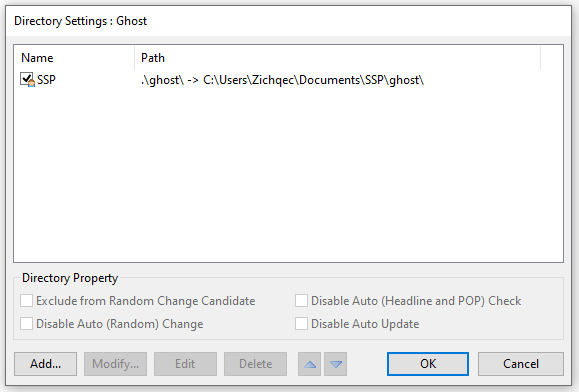 Directory Settings : Ghost
Name Path
SSP .\ghost\ -> C:\Users\Zichqec\Documents\SSP\ghost\
Directory Property
Exclude from Random Change Candidate Disable Auto (Headline and POP) Check
Disable Auto (Random) Change Disable Auto Update
Add... Modify... Edit Delete OK Cancel